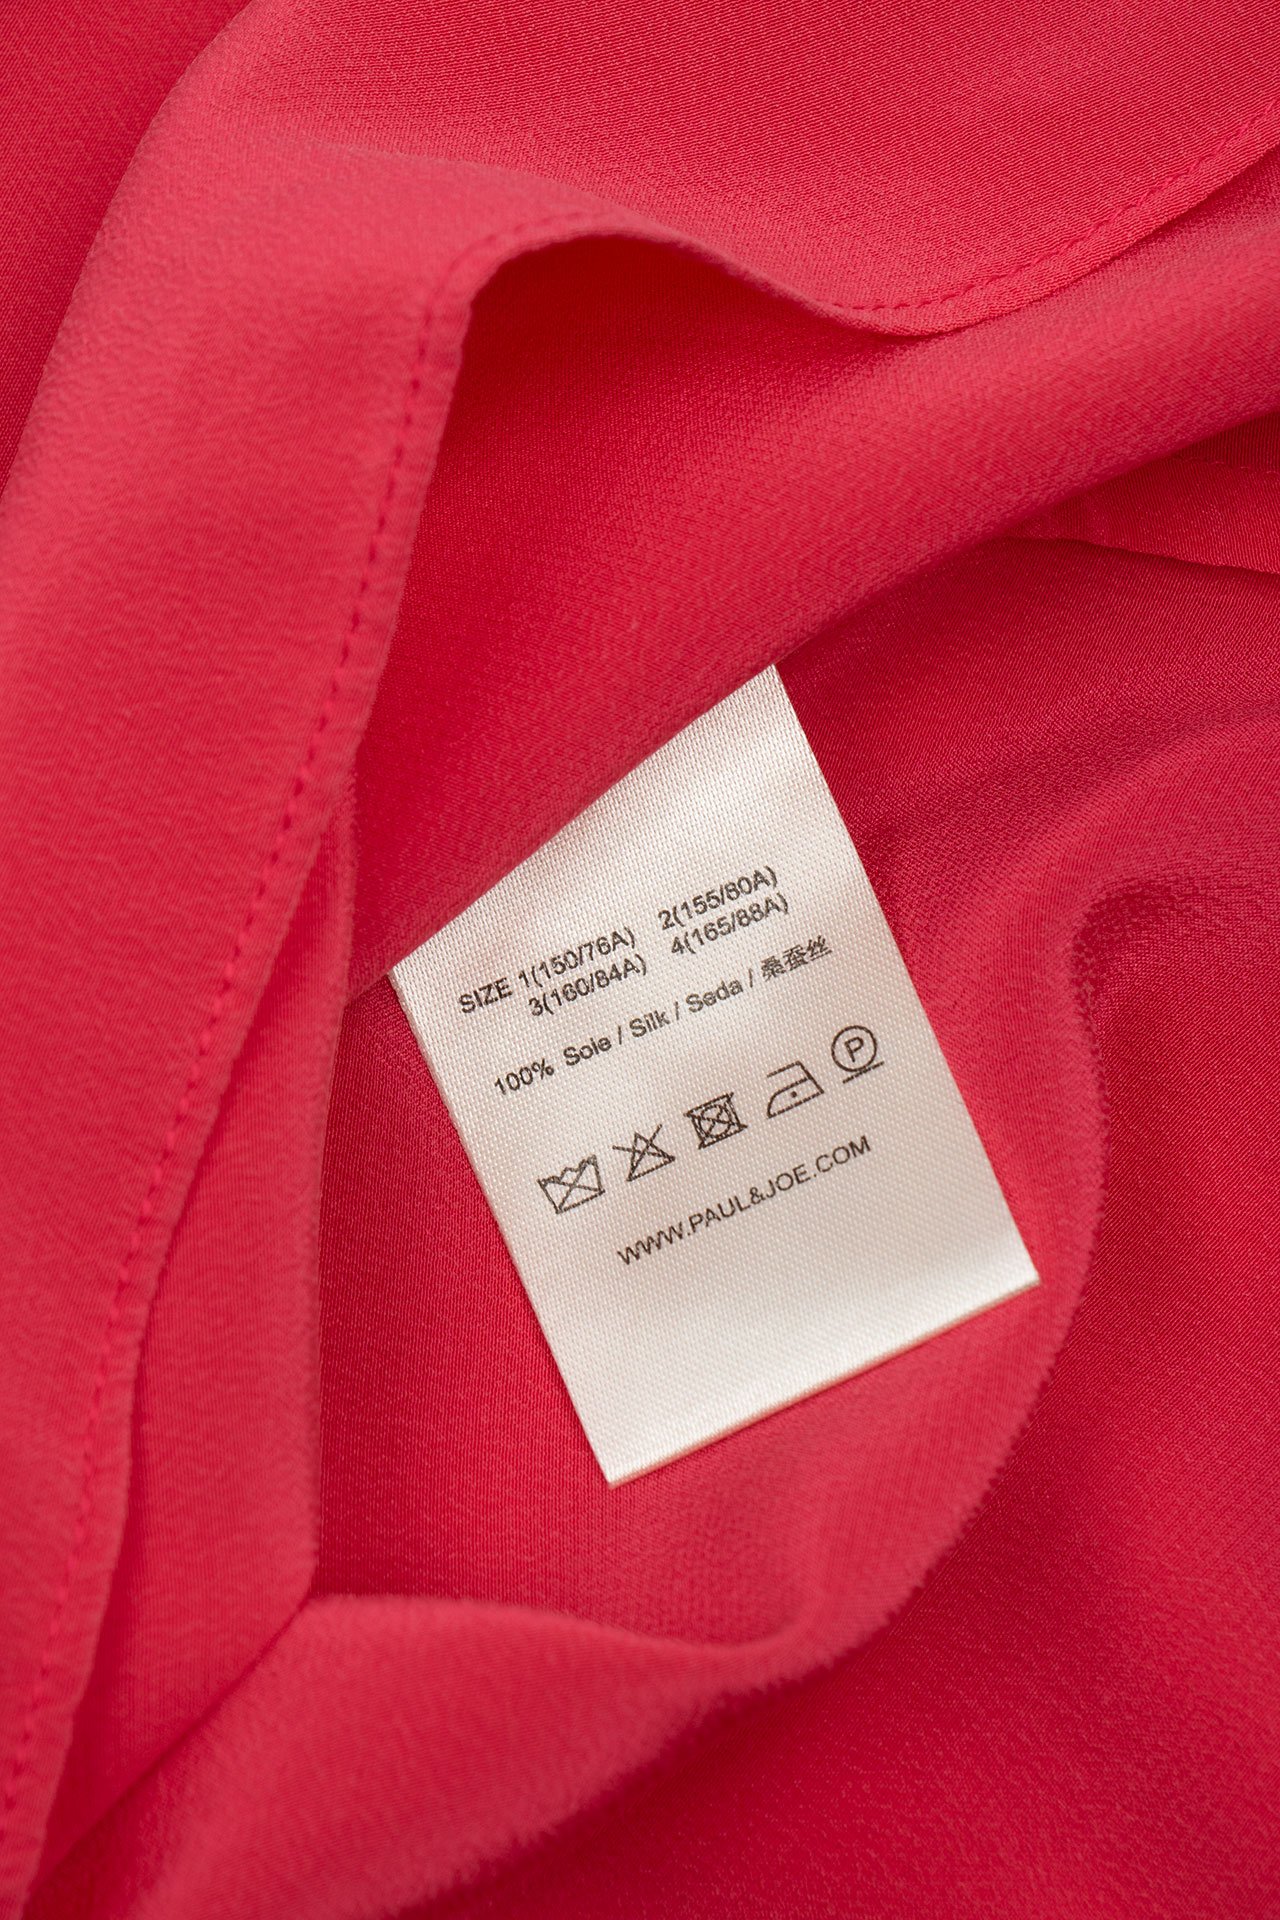 SIZE 1(150/76A) 2(155/80A)
3(160/84A) 4(165/88A)
100% Soie / Silk / Seda / 桑蚕丝
P
WWW.PAUL&JOE.COM